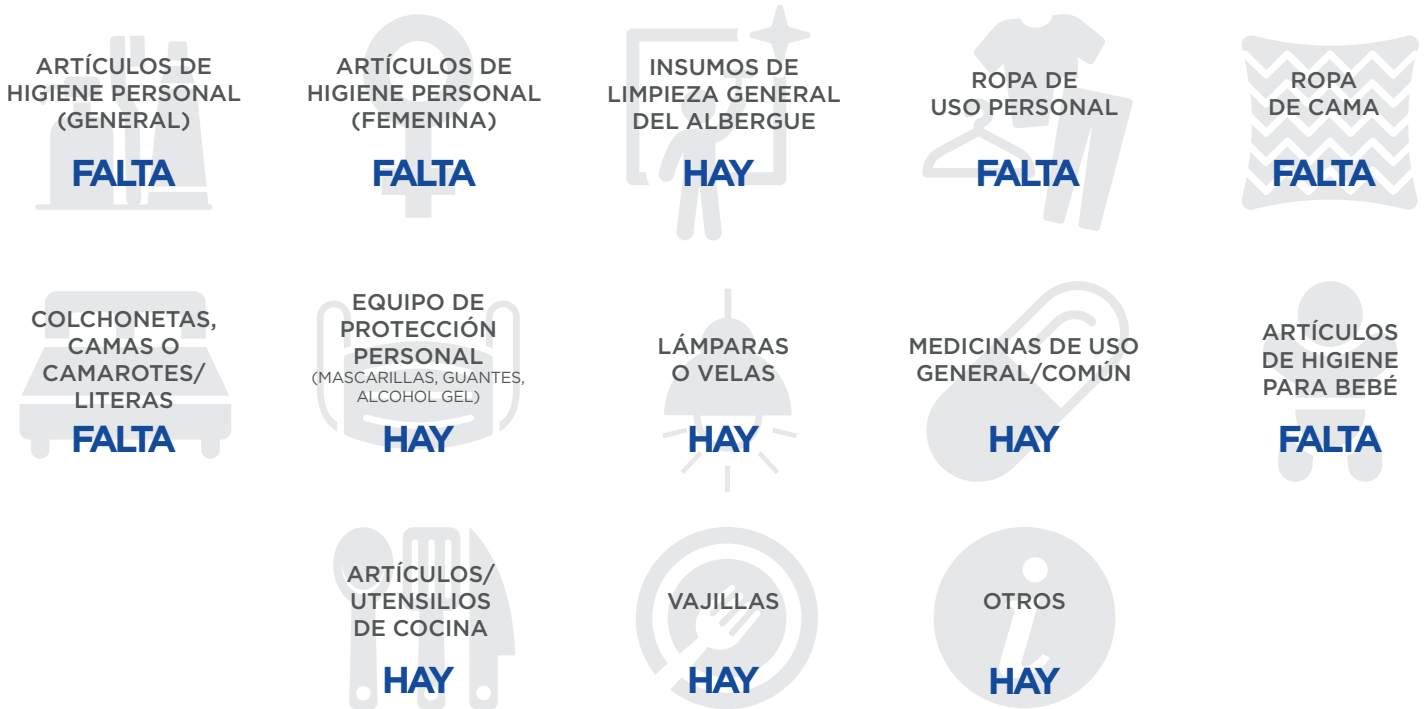 ARTÍCULOS DE
HIGIENE PERSONAL
(GENERAL)
FALTA
ARTÍCULOS DE
HIGIENE PERSONAL
(FEMENINA)
FALTA
INSUMOS DE
LIMPIEZA GENERAL
DEL ALBERGUE
HAY
ROPA DE
USO PERSONAL
FALTA
ROPA
DE CAMA
FALTA
COLCHONETAS,
CAMAS O
CAMAROTES/
LITERAS
FALTA
EQUIPO DE
PROTECCIÓN
PERSONAL
(MASCARILLAS, GUANTES,
ALCOHOL GEL)
HAY
LÁMPARAS
O VELAS
HAY
MEDICINAS DE USO
GENERAL/COMÚN
HAY
ARTÍCULOS
DE HIGIENE
PARA BEBÉ
FALTA
ARTÍCULOS/
UTENSILIOS
DE COCINA
HAY
VAJILLAS
HAY
OTROS
HAY